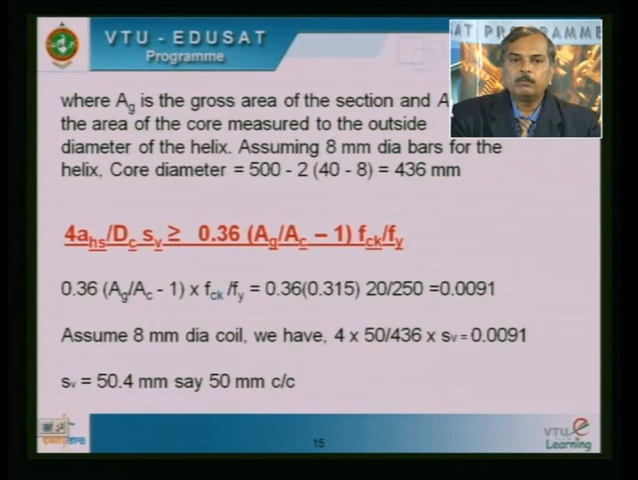 VTU - EDUSAT
Programme
AT PROGRAMME
where Ag is the gross area of the section and A
the area of the core measured to the outside
diameter of the helix. Assuming 8 mm dia bars for the
helix, Core diameter = 500 - 2 (40 - 8) = 436 mm
4ahs/Dc sv ≥ 0.36 (Ag/Ac – 1) fck/fy
0.36 (Ag/Ac - 1) x fck /fy = 0.36(0.315) 20/250 =0.0091
Assume 8 mm dia coil, we have, 4 x 50/436 x sv = 0.0091
sv = 50.4 mm say 50 mm c/c
15
VTU e
Learning